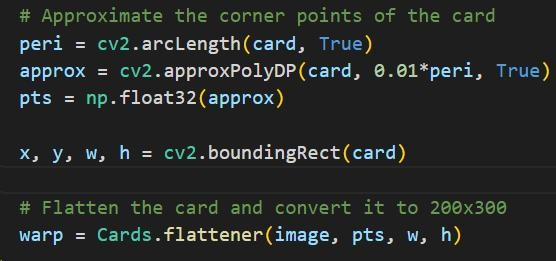 # Approximate the corner points of the card
peri = cv2.arcLength(card, True)
approx = cv2.approxPolyDP(card, 0.01*peri, True)
pts = np.float32(approx)
x, y, w, h = cv2.boundingRect(card)
# Flatten the card and convert it to 200x300
warp = Cards.flattener(image, pts, w, h)